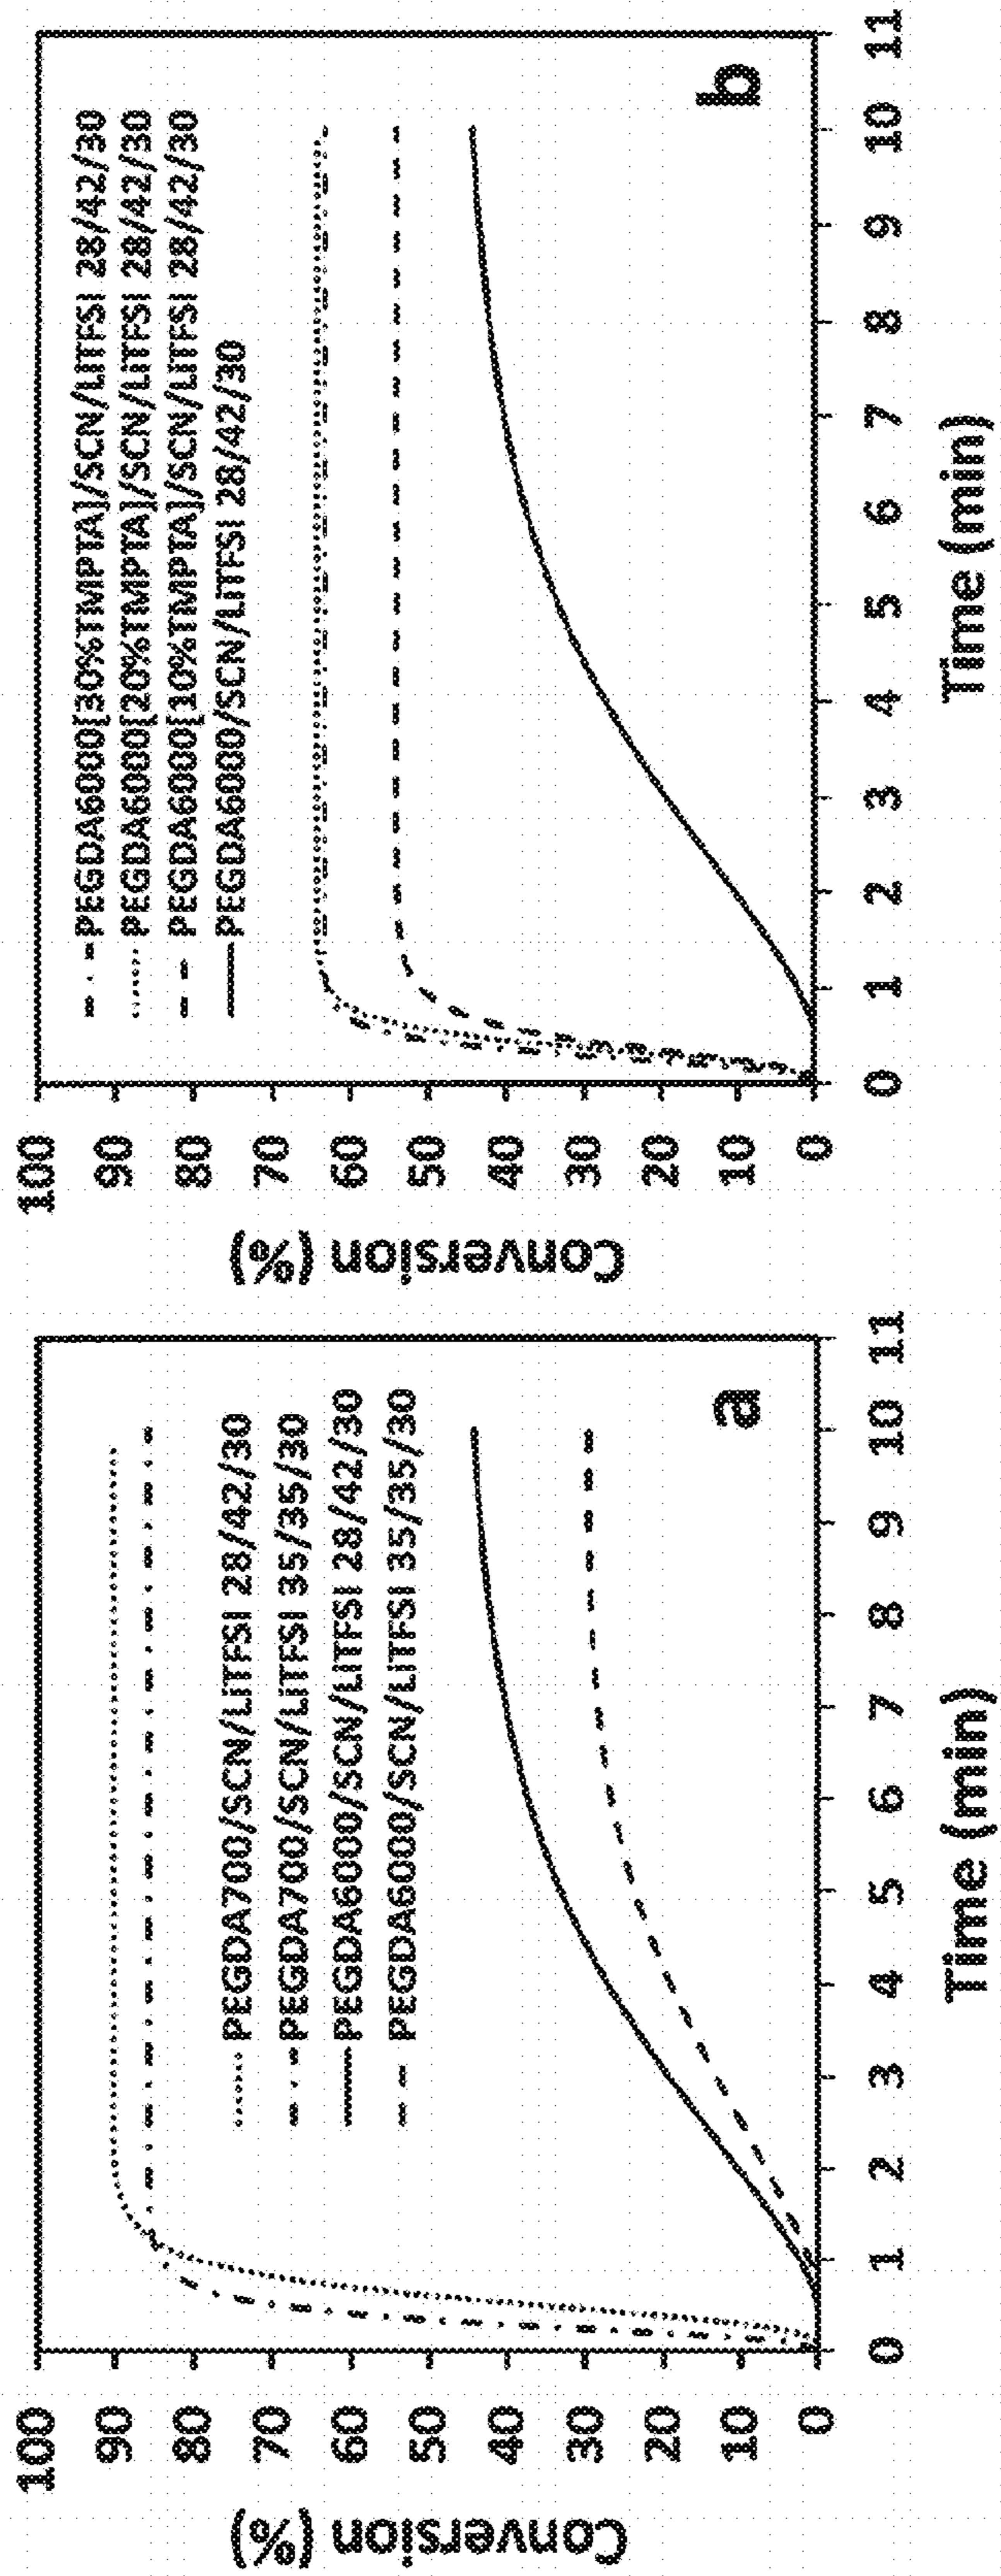 100
90
80
70
60
50
40
30
20
10
0
Conversion (%)
PEGDA700/SCN/LiTFSI 28/42/30
PEGDA700/SCN/LiTFSI 35/35/30
PEGDA6000/SCN/LiTFSI 28/42/30
PEGDA6000/SCN/LiTFSI 35/35/30
a
0 1 2 3 4 5 6 7 8 9 10 11
Time (min)
100
90
80
70
60
50
40
30
20
10
0
Conversion (%)
PEGDA6000[30%TMPTA]/SCN/LiTFSI 28/42/30
PEGDA6000[20%TMPTA]/SCN/LiTFSI 28/42/30
PEGDA6000[10%TMPTA]/SCN/LiTFSI 28/42/30
PEGDA6000/SCN/LiTFSI 28/42/30
b
0 1 2 3 4 5 6 7 8 9 10 11
Time (min)